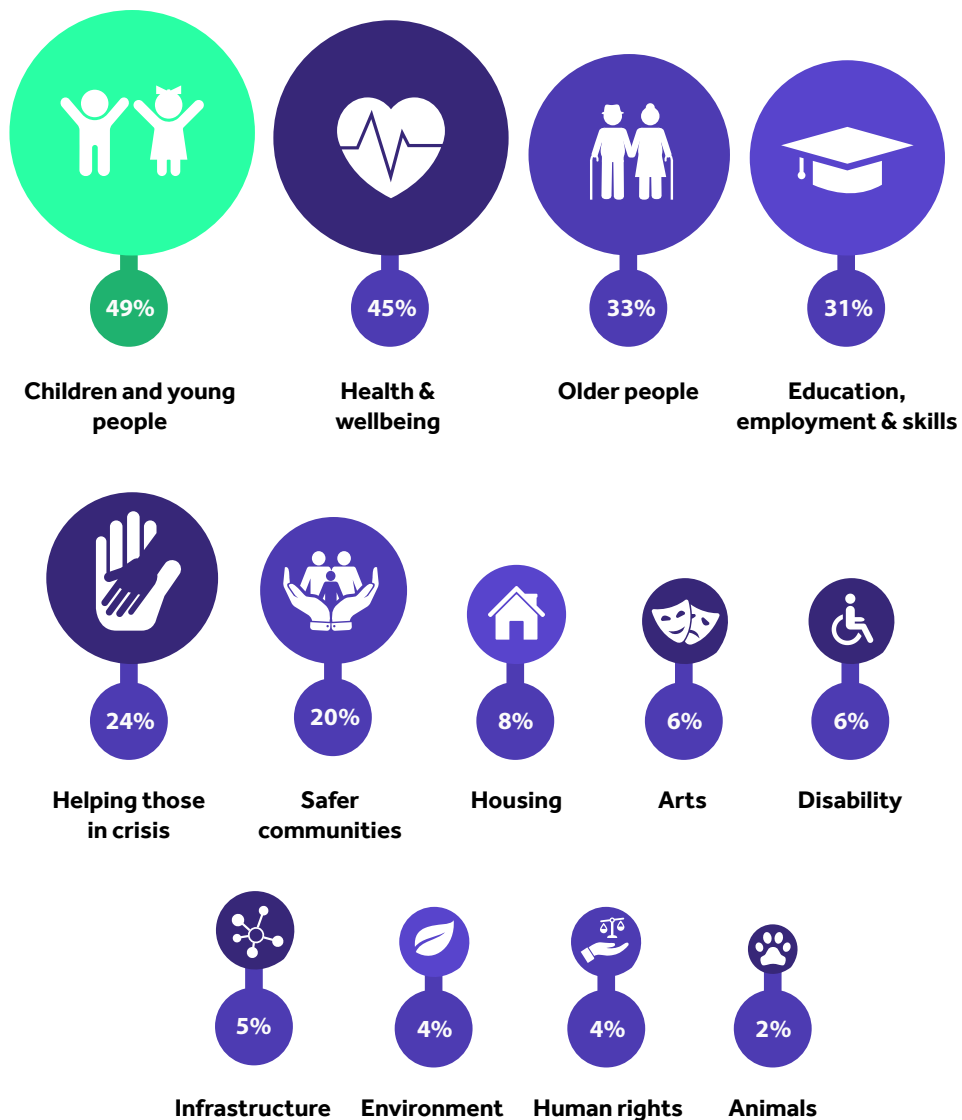 49%
45%
33%
31%
Children and young
people
Health &
wellbeing
Older people
Education,
employment & skills
24%
20%
8%
6%
6%
Helping those
in crisis
Safer
communities
Housing
Arts
Disability
5%
4%
4%
2%
Infrastructure
Environment
Human rights
Animals